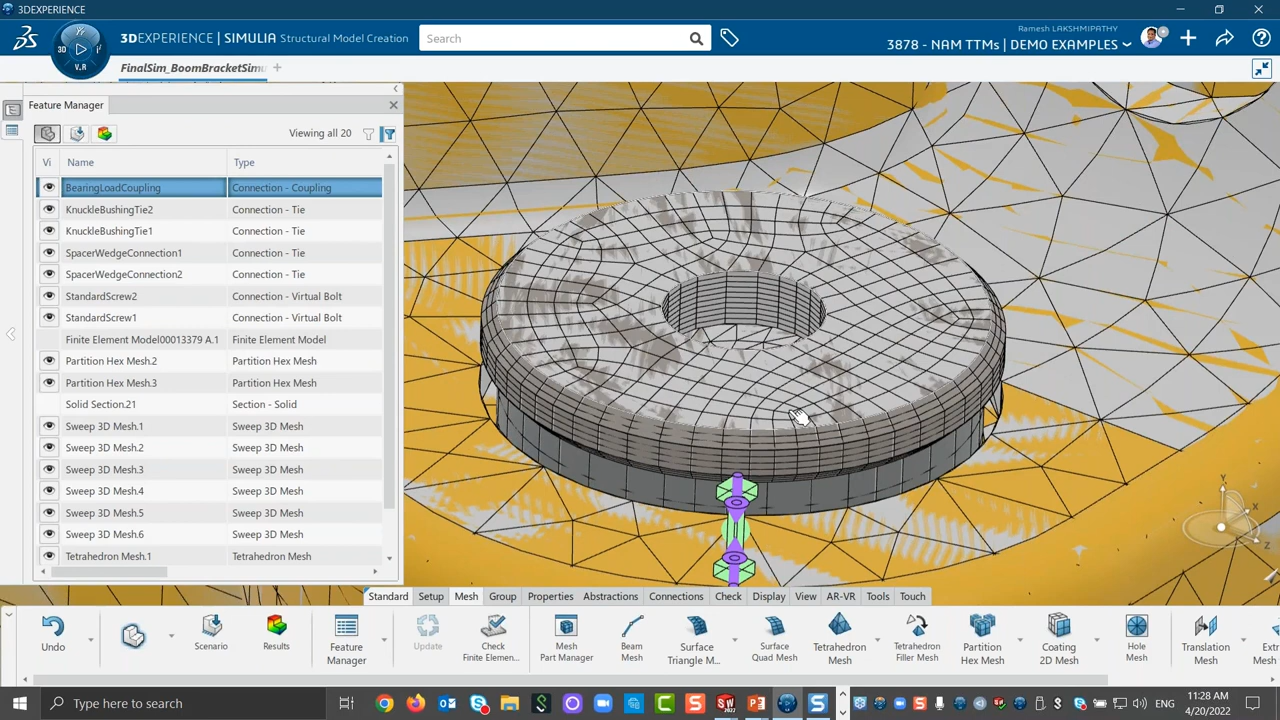 3DEXPERIENCE
3DEXPERIENCE | SIMULIA Structural Model Creation
Search
Ramesh LAKSHMIPATHY
3878 - NAM TTMs | DEMO EXAMPLES
3D
V.R
FinalSim_BoomBracketSimu
Feature Manager
Viewing all 20
Vi Name Type
BearingLoadCoupling Connection - Coupling
KnuckleBushingTie2 Connection - Tie
KnuckleBushingTie1 Connection - Tie
SpacerWedgeConnection1 Connection - Tie
SpacerWedgeConnection2 Connection - Tie
StandardScrew2 Connection - Virtual Bolt
StandardScrew1 Connection - Virtual Bolt
Finite Element Model00013379 A.1 Finite Element Model
Partition Hex Mesh.2 Partition Hex Mesh
Partition Hex Mesh.3 Partition Hex Mesh
Solid Section.21 Section - Solid
Sweep 3D Mesh.1 Sweep 3D Mesh
Sweep 3D Mesh.2 Sweep 3D Mesh
Sweep 3D Mesh.3 Sweep 3D Mesh
Sweep 3D Mesh.4 Sweep 3D Mesh
Sweep 3D Mesh.5 Sweep 3D Mesh
Sweep 3D Mesh.6 Sweep 3D Mesh
Tetrahedron Mesh.1 Tetrahedron Mesh
Y
X
Z
Standard Setup Mesh Group Properties Abstractions Connections Check Display View AR-VR Tools Touch
Undo
Scenario
Results
Feature Manager
Update
Check Finite Elemen...
Mesh Part Manager
Beam Mesh
Surface Triangle M...
Surface Quad Mesh
Tetrahedron Mesh
Tetrahedron Filler Mesh
Partition Hex Mesh
Coating 2D Mesh
Hole Mesh
Translation Mesh
Mesh
Type here to search
ENG
11:28 AM
4/20/2022